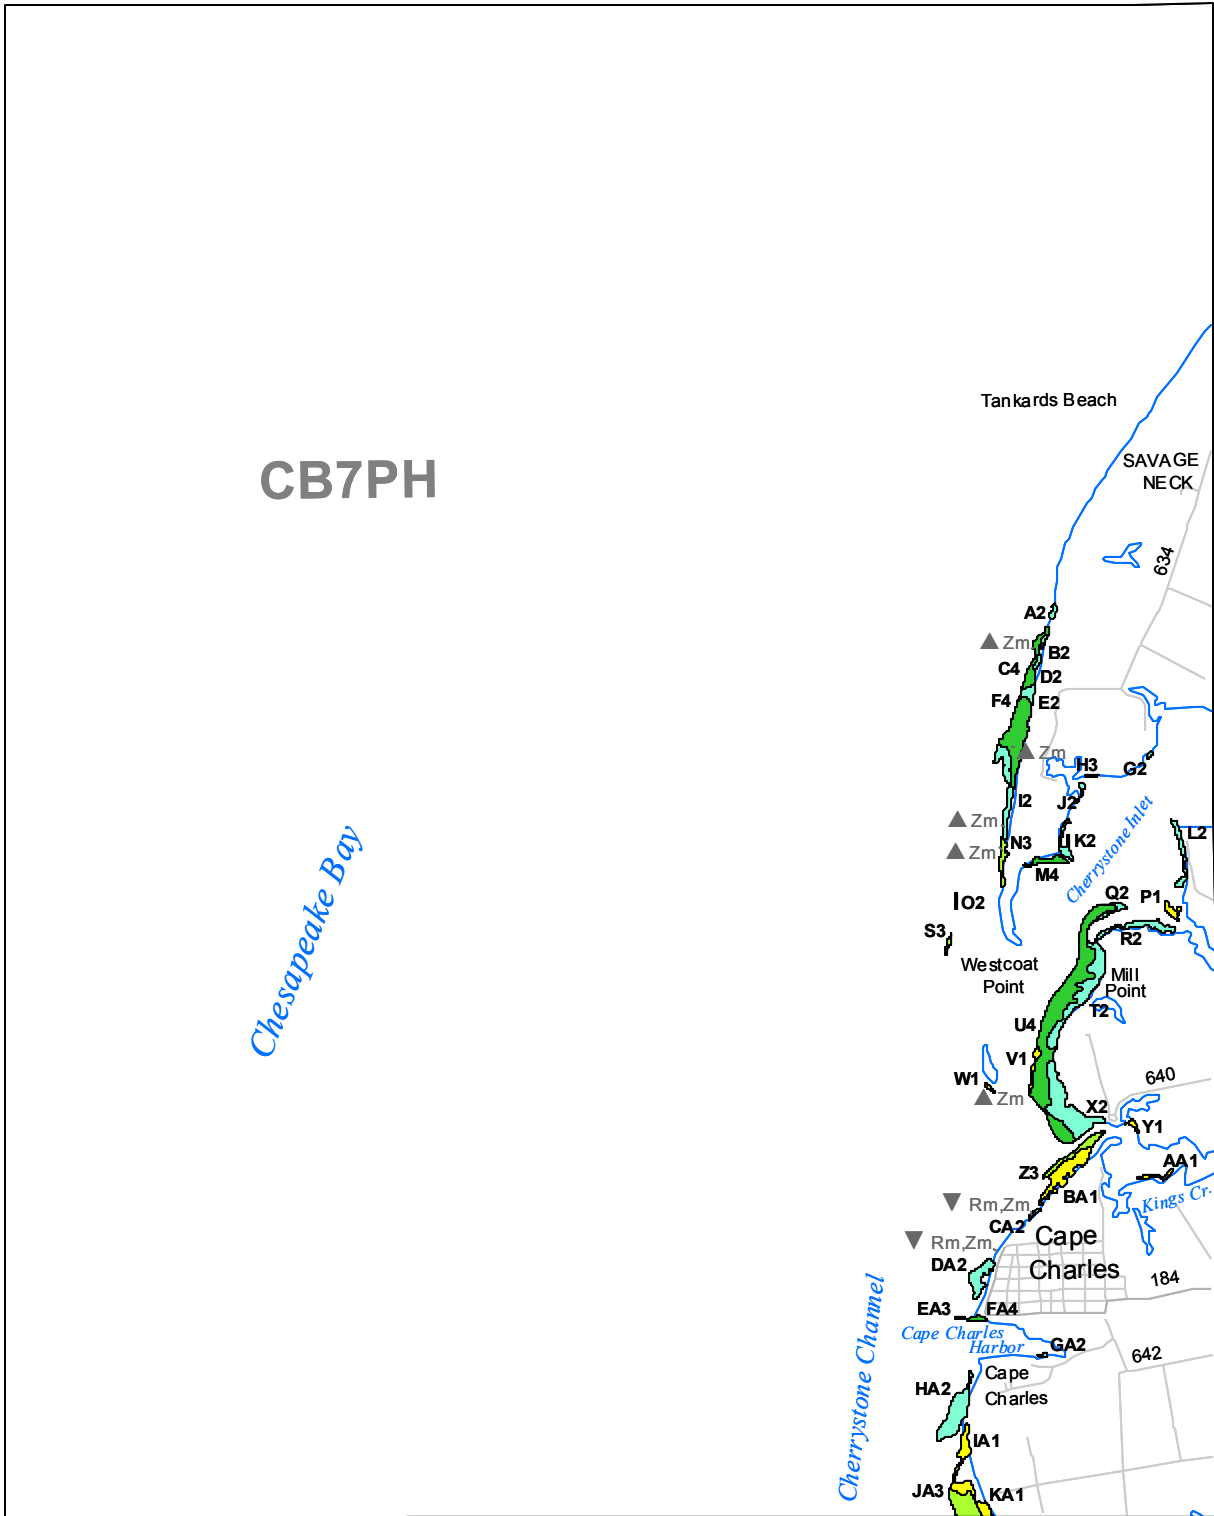 Tankards Beach
SAVAGE
NECK
CB7PH
634
A2
Zm
B2
C4
D2
F4
E2
Zm
H3
G2
I2
J2
Zm
N3
K2
L2
Zm
M4
Cherrystone Inlet
Q2
P1
O2
S3
R2
Westcoat
Point
Mill
Point
T2
U4
Chesapeake Bay
V1
W1
640
Zm
X2
Y1
Z3
AA1
BA1
Kings Cr.
Rm,Zm
CA2
Cape
Charles
Rm,Zm
DA2
184
EA3
FA4
Cape Charles
Harbor
GA2
642
Cherrystone Channel
HA2
Cape
Charles
IA1
JA3
KA1